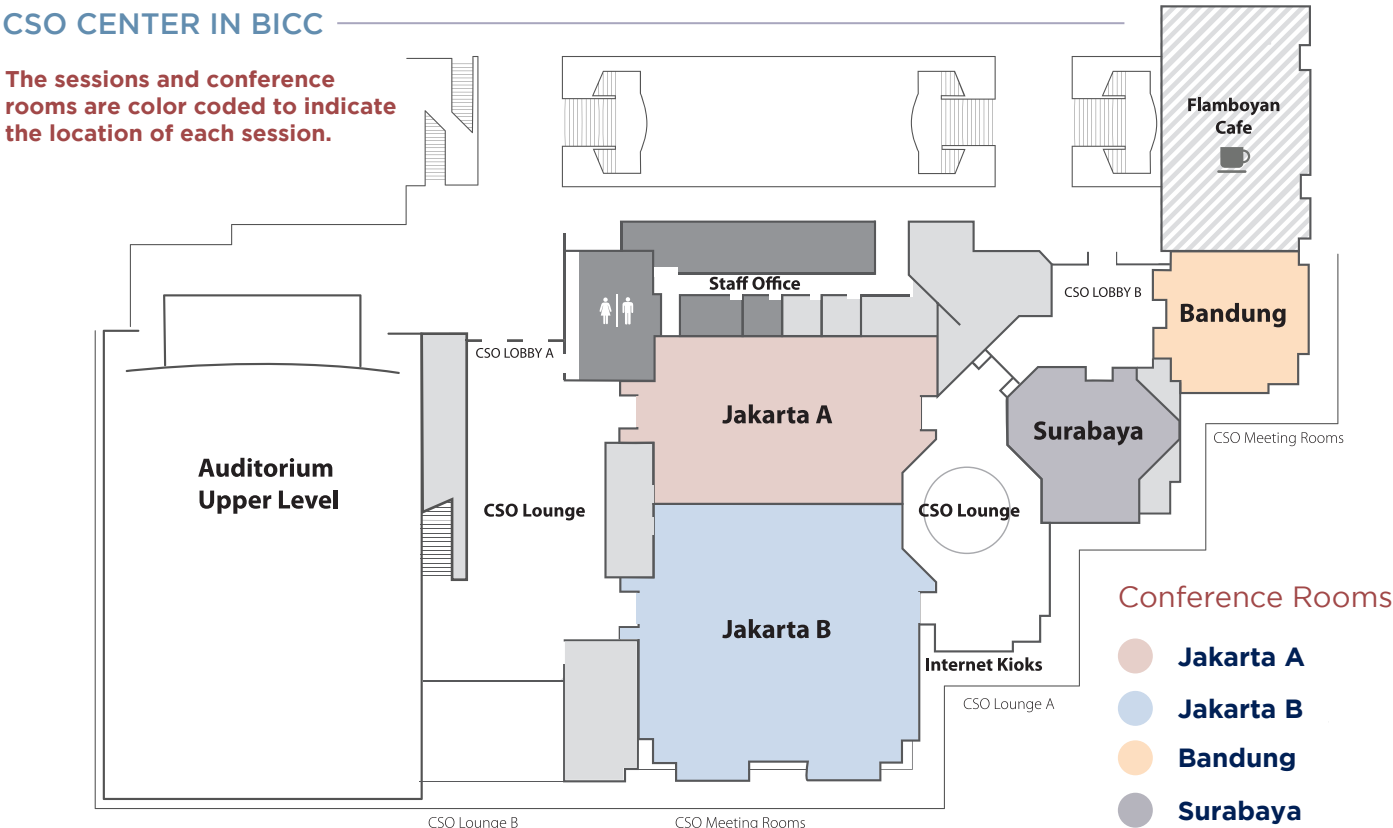 CSO CENTER IN BICC
The sessions and conference
rooms are color coded to indicate
the location of each session.
Flamboyan
Cafe
Staff Office
CSO LOBBY B
Bandung
CSO LOBBY A
Jakarta A
Surabaya
CSO Meeting Rooms
Auditorium
Upper Level
CSO Lounge
CSO Lounge
Jakarta B
Internet Kioks
CSO Lounge A
Conference Rooms
Jakarta A
Jakarta B
Bandung
Surabaya
CSO Lounge B
CSO Meeting Rooms